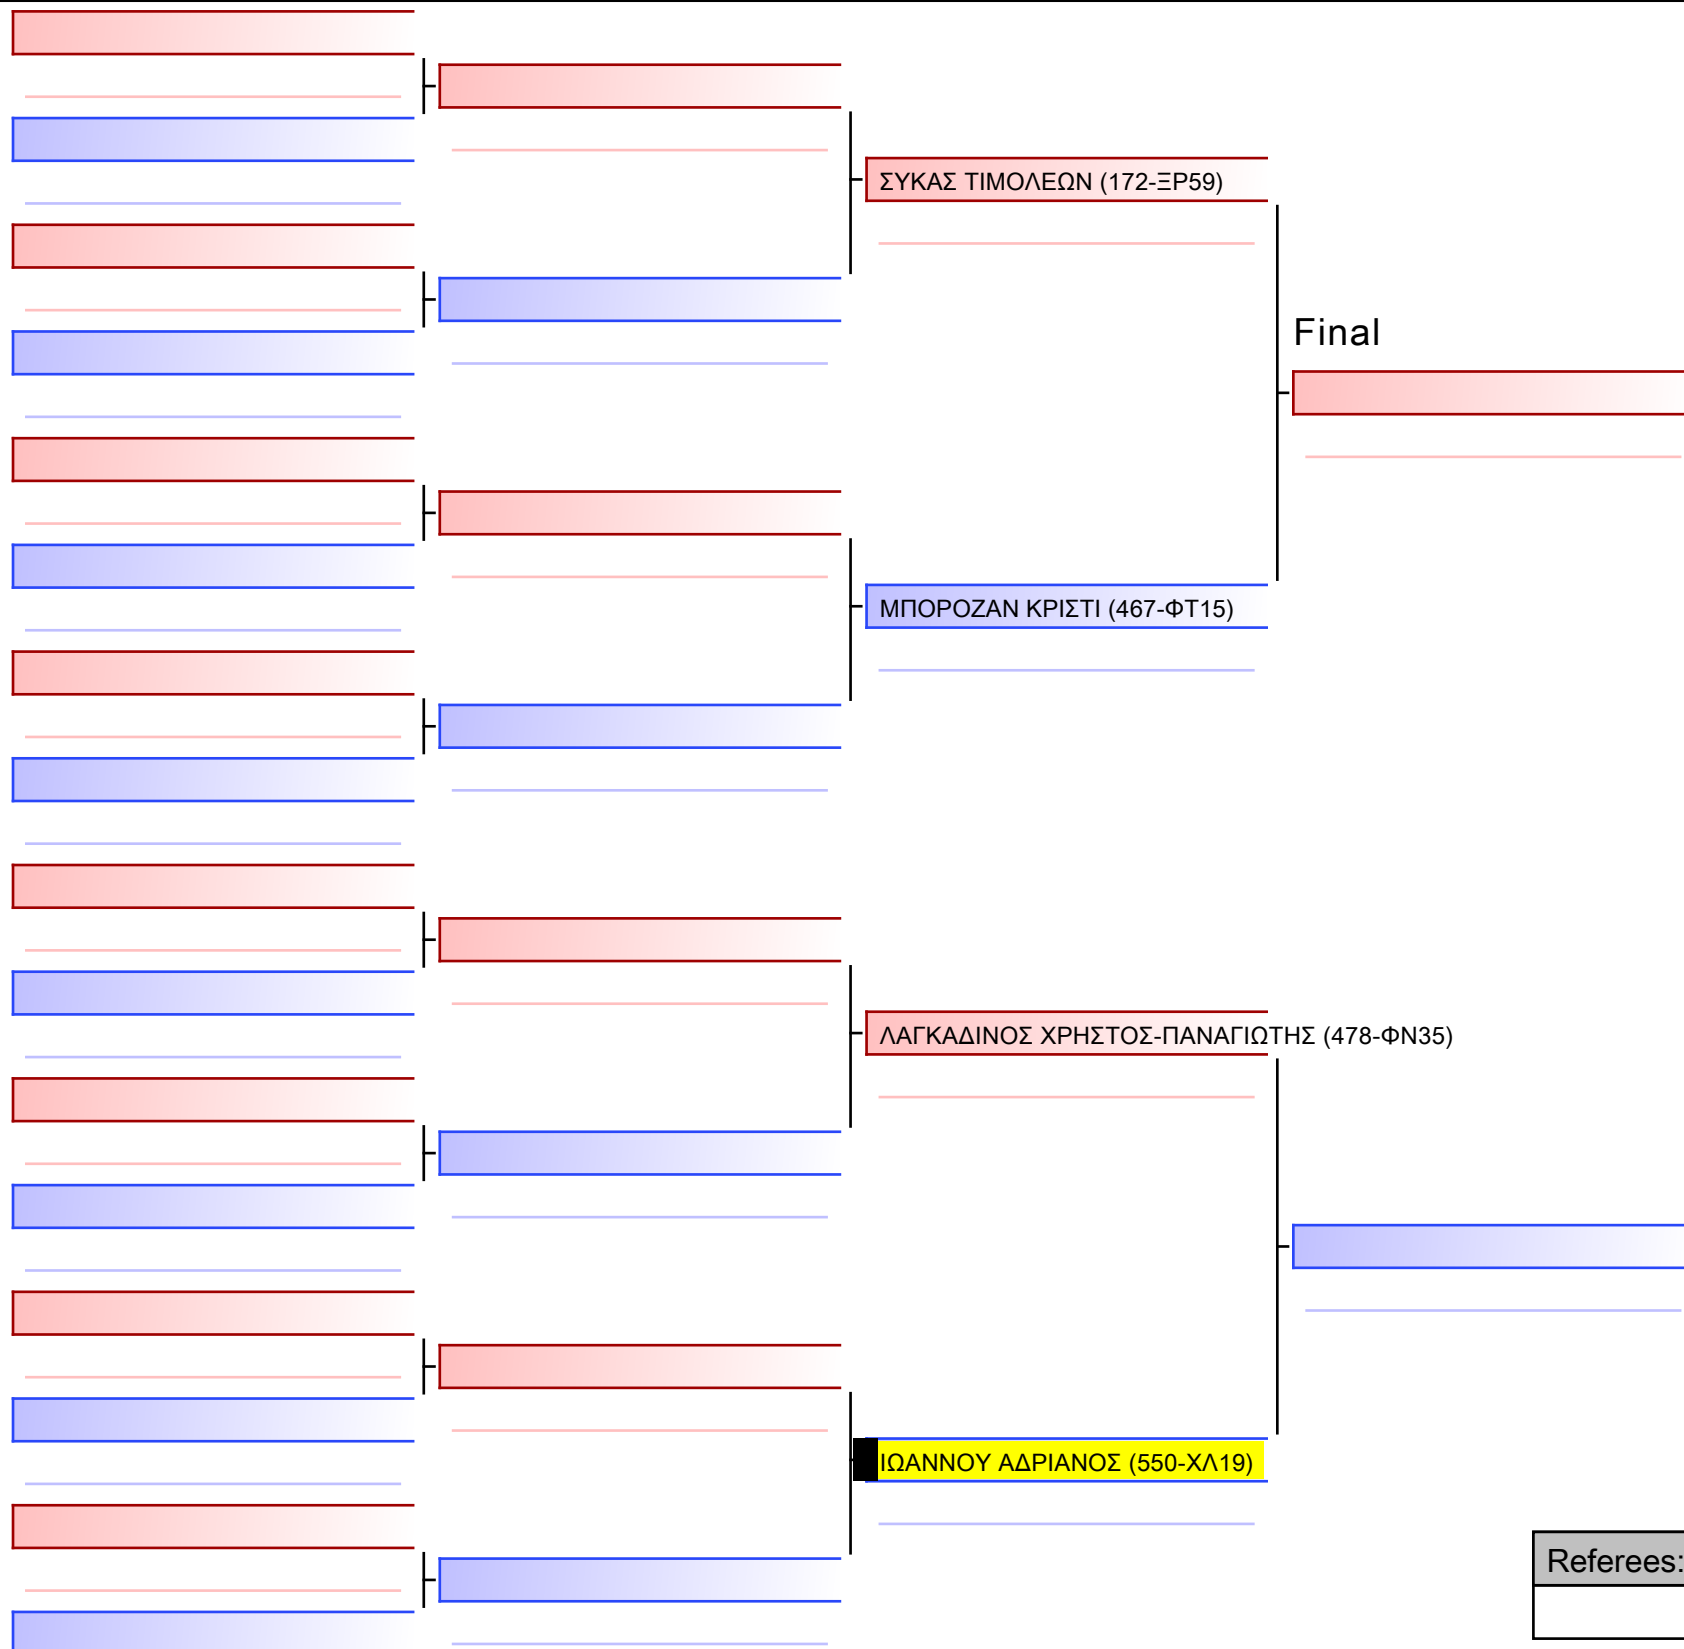 ΣΥΚΑΣ ΤΙΜΟΛΕΩΝ (172-ΞΡ59)
Final
ΜΠΟΡΟΖΑΝ ΚΡΙΣΤΙ (467-ΦΤ15)
ΛΑΓΚΑΔΙΝΟΣ ΧΡΗΣΤΟΣ-ΠΑΝΑΓΙΩΤΗΣ (478-ΦΝ35)
ΙΩΑΝΝΟΥ ΑΔΡΙΑΝΟΣ (550-ΧΛ19)
Referees: